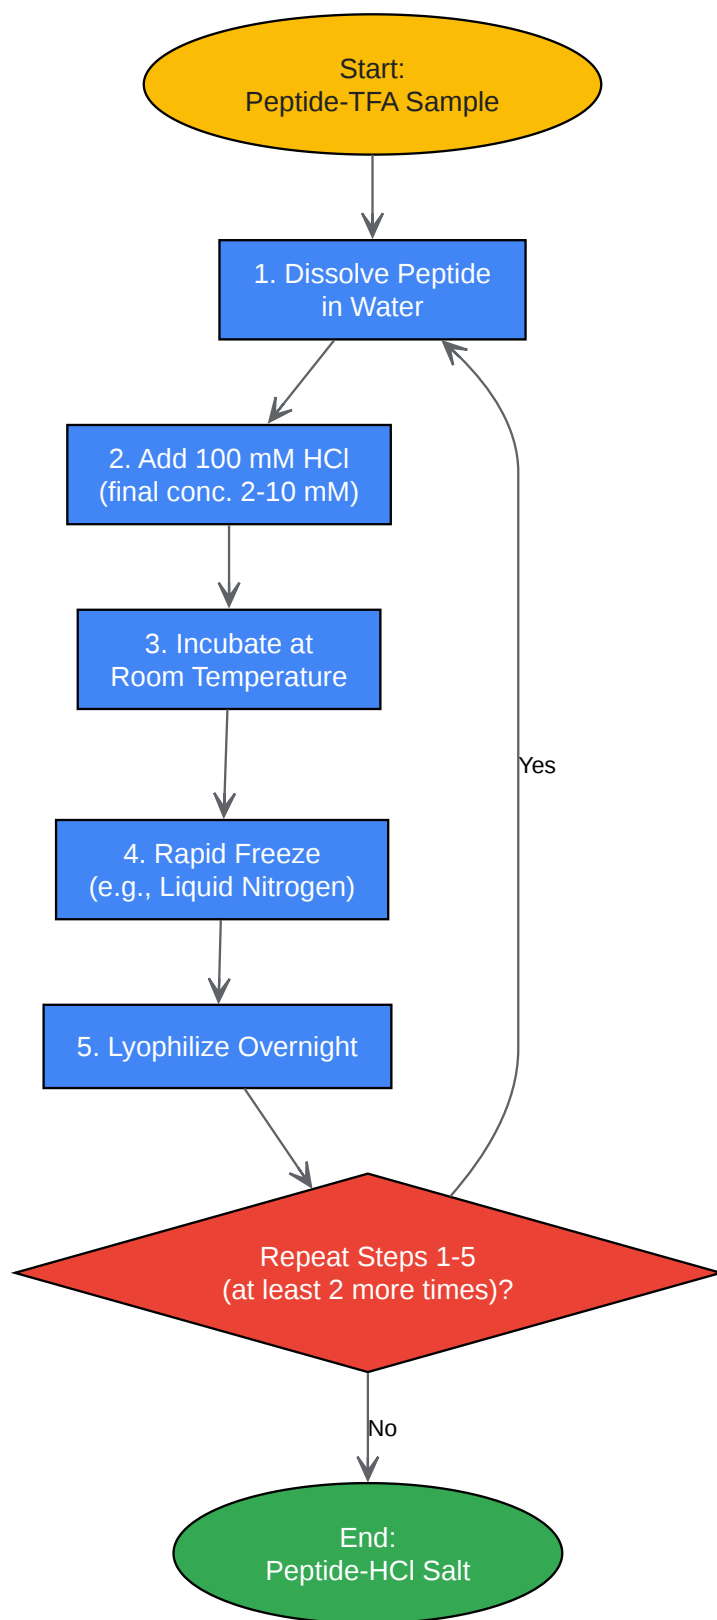 Start:
Peptide-TFA Sample
1. Dissolve Peptide
in Water
2. Add 100 mM HCl
(final conc. 2-10 mM)
3. Incubate at
Room Temperature
Yes
4. Rapid Freeze
(e.g., Liquid Nitrogen)
5. Lyophilize Overnight
Repeat Steps 1-5
(at least 2 more times)?
No
End:
Peptide-HCl Salt